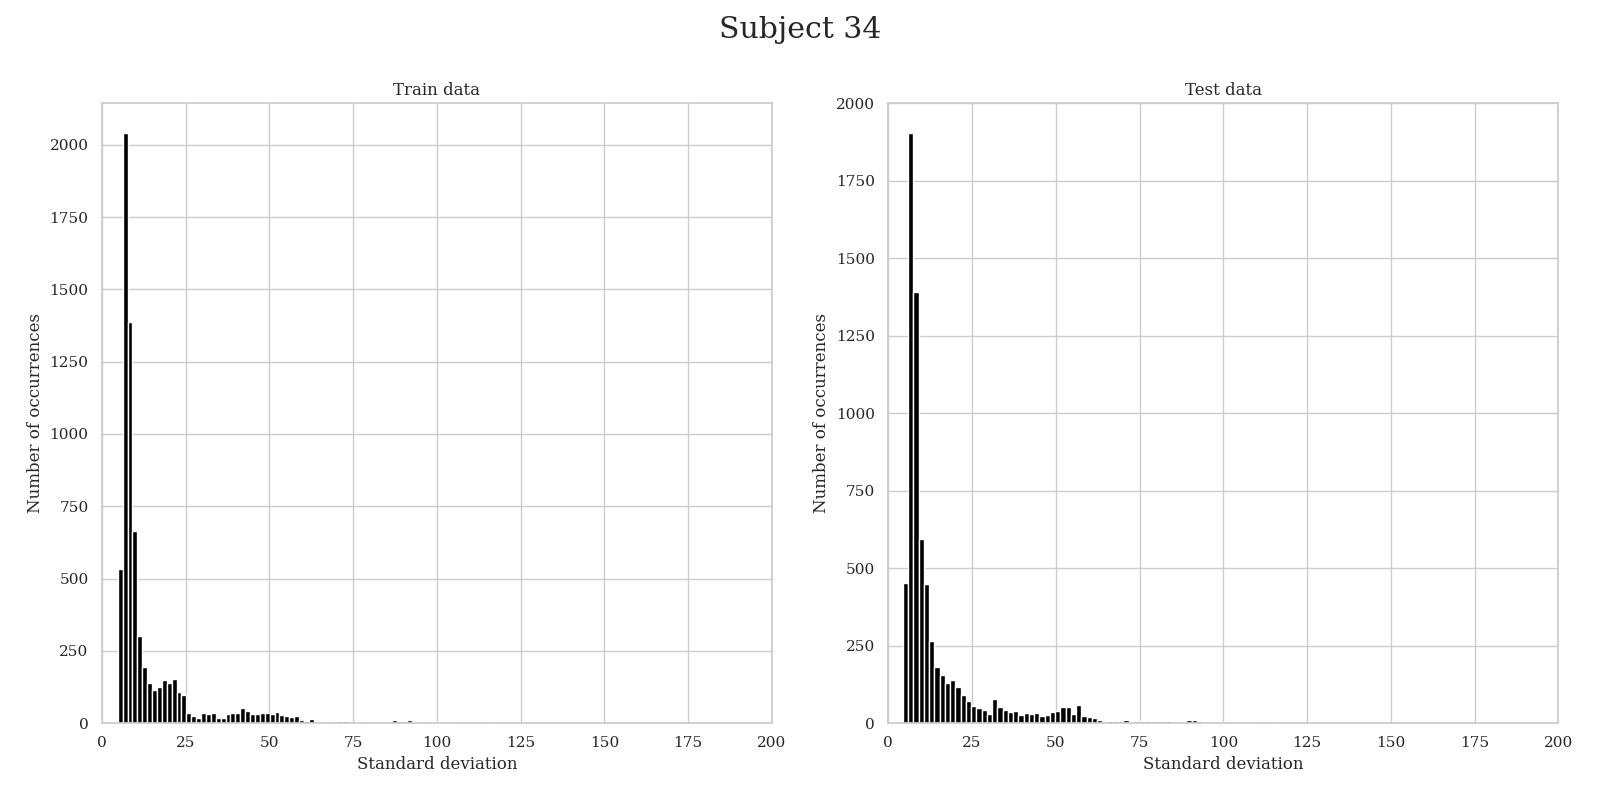 Subject 34
Train data
2000
1750
1500
1250
1000
750
500
250
0
Number of occurrences
0 25 50 75 100 125 150 175 200
Standard deviation
Test data
2000
1750
1500
1250
1000
750
500
250
0
Number of occurrences
0 25 50 75 100 125 150 175 200
Standard deviation